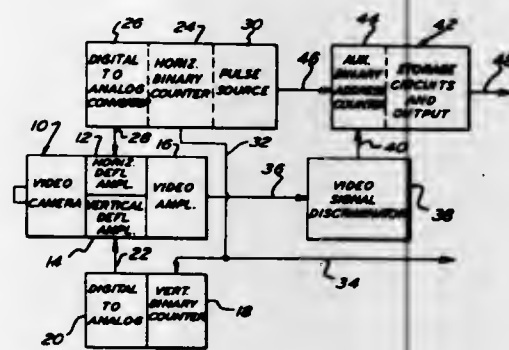 26
24
30
44
42
DIGITAL
TO
ANALOG
CONVERTER
HORIZ.
BINARY
COUNTER
PULSE
SOURCE
46
AUX.
BINARY
ADDRESS
COUNTER
STORAGE
CIRCUITS
AND
OUTPUT
48
10
12
28
16
32
40
VIDEO
CAMERA
HORIZ.
DEFL.
AMPL.
VERTICAL
DEFL.
AMPL.
VIDEO
AMPL.
36
VIDEO
SIGNAL
DISCRIMINATOR
38
14
22
34
20
DIGITAL
TO
ANALOG
VERT.
BINARY
COUNTER
18